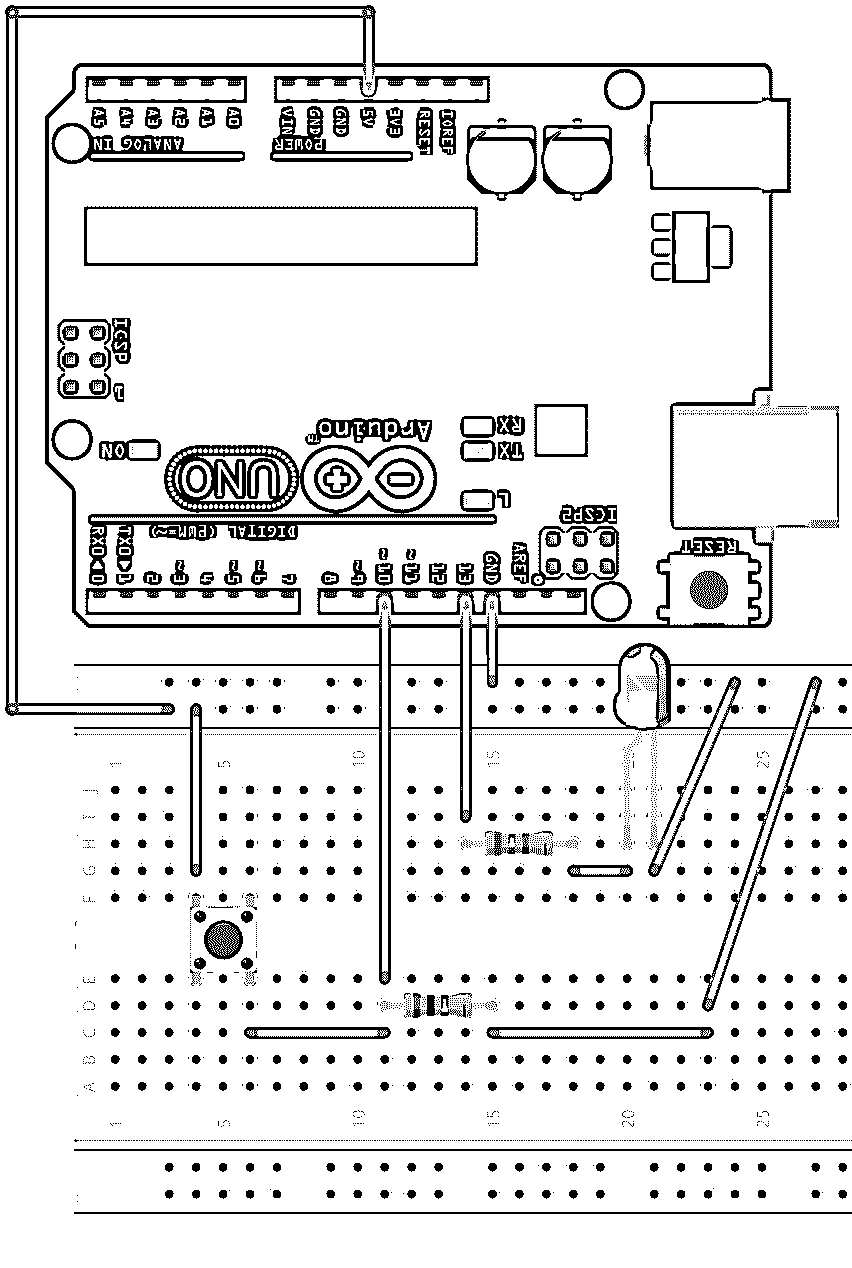 A5 A4 A3 A2 A1 A0 VIN GND GND 5V 3V3 RESET IOREF
ANALOG IN POWER
ICSP
1
Arduino™
RX
ON
TX
UNO
L
ICSP2
DIGITAL (PWM=~)
RESET
RX0◀0 TX0▶1 2 ~3 4 ~5 ~6 7 8 ~9 ~10 ~11 12 13 GND AREF
1 5 10 15 25
J
I
H
G
F
E
D
C
B
A
1 5 10 15 20 25